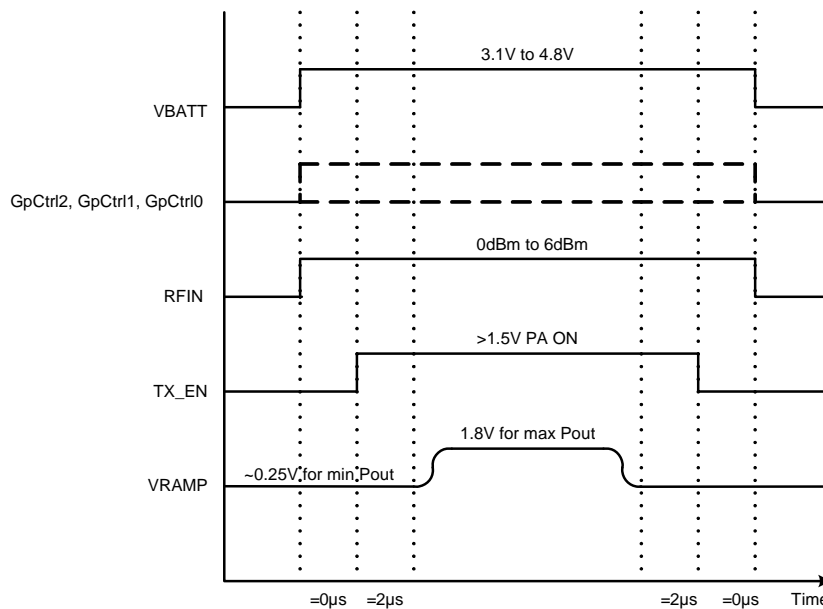 3.1V to 4.8V
VBATT
GpCtrl2, GpCtrl1, GpCtrl0
0dBm to 6dBm
RFIN
>1.5V PA ON
TX_EN
1.8V for max Pout
~0.25V for min Pout
VRAMP
=0µs =2µs =2µs =0µs Time